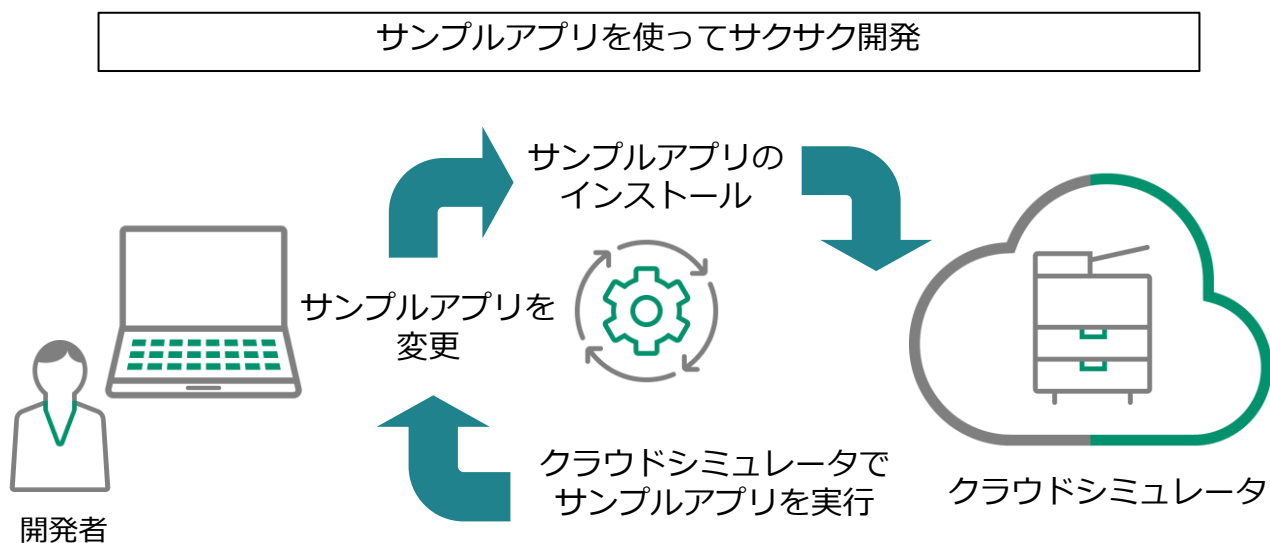 サンプルアプリを使ってサクサク開発
サンプルアプリの
インストール
サンプルアプリを
変更
クラウドシミュレータで
サンプルアプリを実行
クラウドシミュレータ
開発者